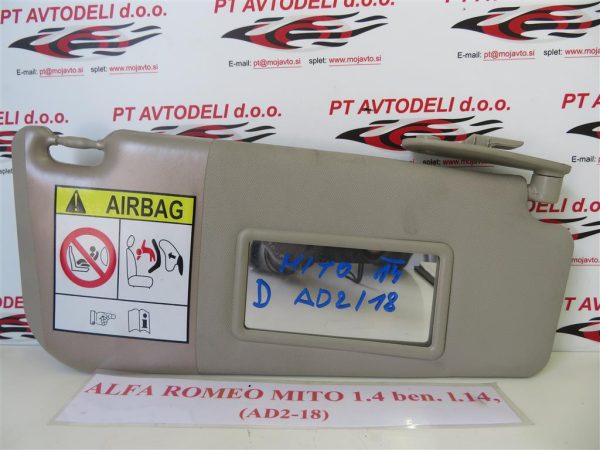 PT AVTODELI d.o.o.
E-mail: pt@mojavto.si splet: www.mojavto.si
PT AVTODELI d.o.o.
E-mail: pt@mojavto.si
PT AVTODELI d.o.o.
PT AVTODELI d.o.o.
E-mail: pt@mojavto.si splet: www.mojavto.si
AIRBAG
MITO 14
D AD2/18
ALFA ROMEO MITO 1.4 ben. l.14,
(AD2-18)